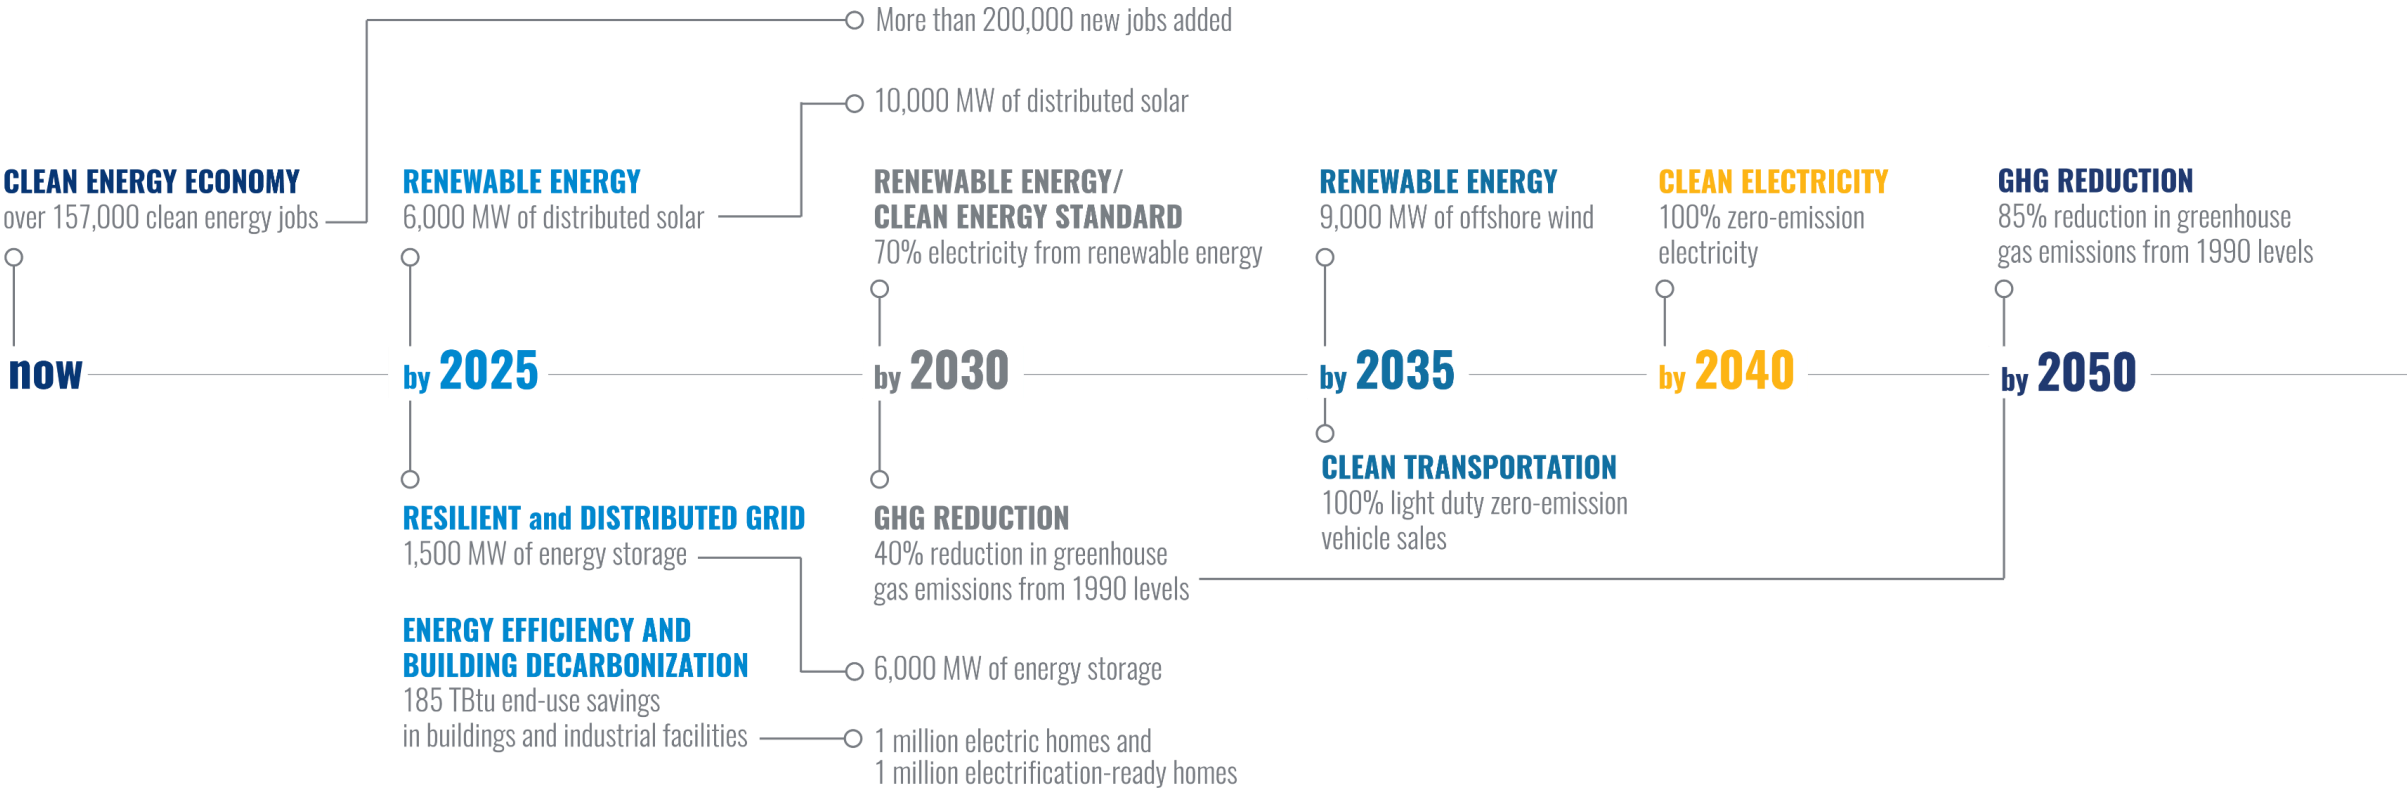 More than 200,000 new jobs added
10,000 MW of distributed solar
CLEAN ENERGY ECONOMY
over 157,000 clean energy jobs
RENEWABLE ENERGY
6,000 MW of distributed solar
RENEWABLE ENERGY/
CLEAN ENERGY STANDARD
70% electricity from renewable energy
RENEWABLE ENERGY
9,000 MW of offshore wind
CLEAN ELECTRICITY
100% zero-emission
electricity
GHG REDUCTION
85% reduction in greenhouse
gas emissions from 1990 levels
now
by 2025
by 2030
by 2035
by 2040
by 2050
RESILIENT and DISTRIBUTED GRID
1,500 MW of energy storage
ENERGY EFFICIENCY AND
BUILDING DECARBONIZATION
185 TBtu end-use savings
in buildings and industrial facilities
GHG REDUCTION
40% reduction in greenhouse
gas emissions from 1990 levels
6,000 MW of energy storage
1 million electric homes and
1 million electrification-ready homes
CLEAN TRANSPORTATION
100% light duty zero-emission
vehicle sales